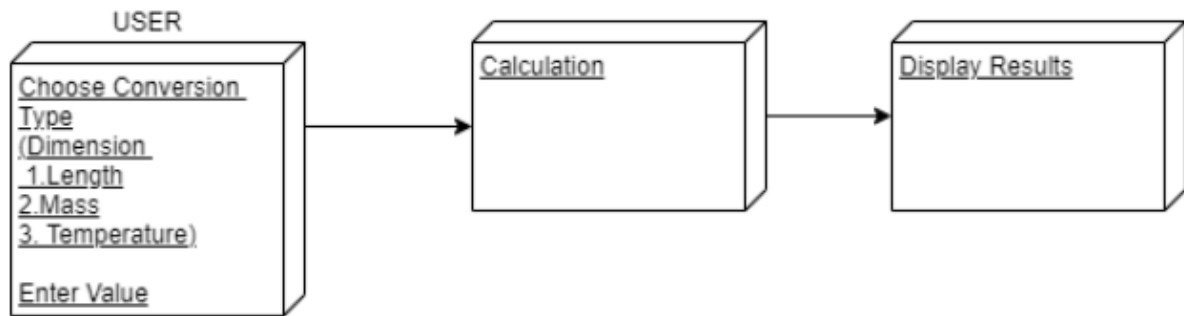 USER
Choose Conversion
Type
(Dimension
1.Length
2.Mass
3. Temperature)
Enter Value
Calculation
Display Results